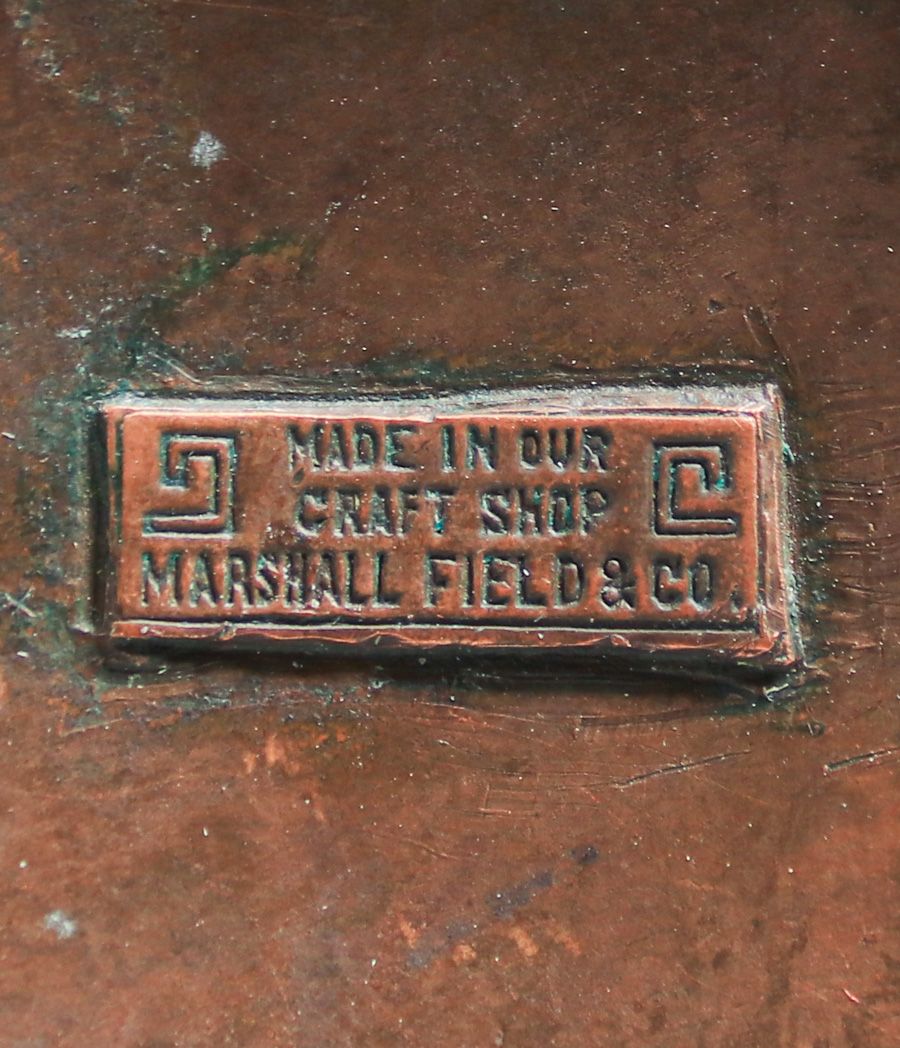 MADE IN OUR
CRAFT SHOP
MARSHALL FIELD & CO.